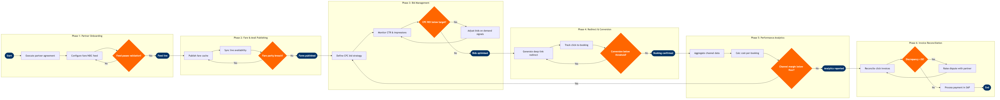 Phase 1: Partner Onboarding
Start
Execute partner agreement
Configure fare/NDC feed
Feed passes validation?
No
Yes
Feed live
Phase 2: Fare & Avail Publishing
Publish fare cache
Sync live availability
Fare parity breach?
Yes
No
Fares published
Phase 3: Bid Management
Define CPC bid strategy
Monitor CTR & Impressions
CPC ROI below target?
Yes
Adjust bids on demand
signals
No
Bids optimised
Phase 4: Redirect & Conversion
Generate deep-link
redirect
Track click-to-booking
Conversion below
threshold?
Yes
No
Booking confirmed
Phase 5: Performance Analytics
Aggregate channel data
Calc cost-per-booking
Channel margin below
floor?
Yes
No
Analytics reported
Phase 6: Invoice Reconciliation
Reconcile click invoices
Discrepancy >3%?
Yes
Raise dispute with partner
No
Process payment in SAP
End